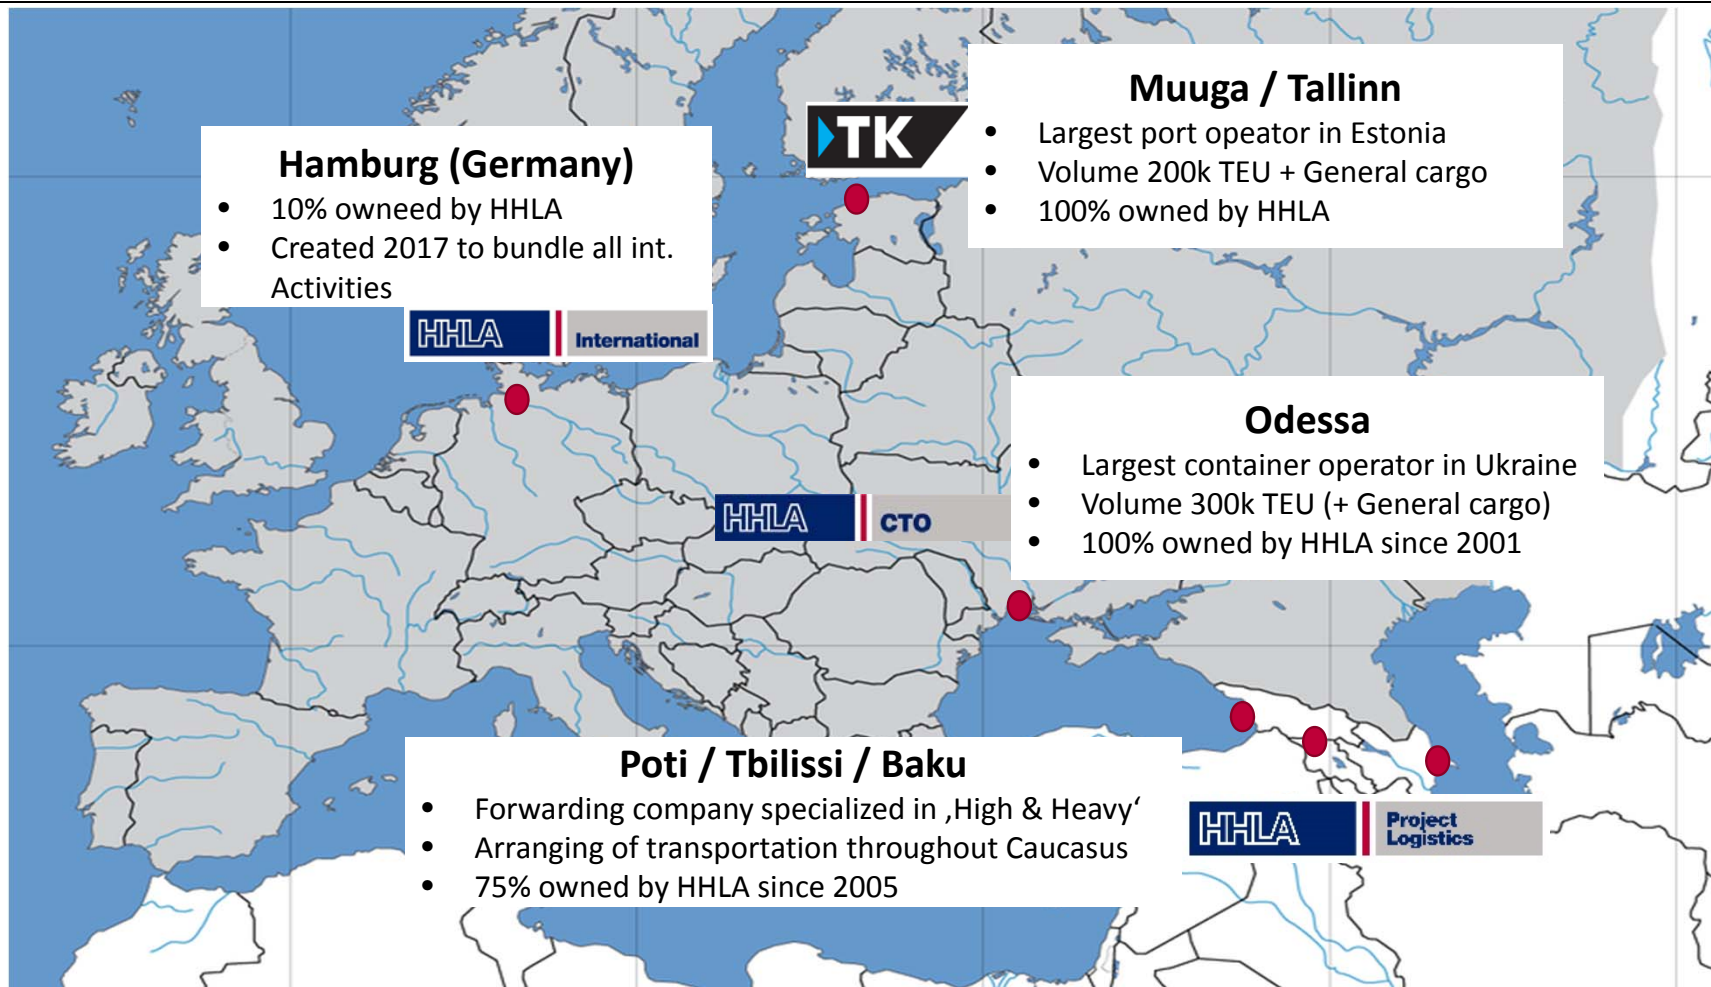 Muuga / Tallinn
• Largest port opeator in Estonia
• Volume 200k TEU + General cargo
• 100% owned by HHLA
TK
Hamburg (Germany)
• 10% owneed by HHLA
• Created 2017 to bundle all int.
Activities
HHLA International
Odessa
• Largest container operator in Ukraine
• Volume 300k TEU (+ General cargo)
• 100% owned by HHLA since 2001
HHLA CTO
Poti / Tbilissi / Baku
• Forwarding company specialized in ‚High & Heavy‘
• Arranging of transportation throughout Caucasus
• 75% owned by HHLA since 2005
HHLA Project
Logistics